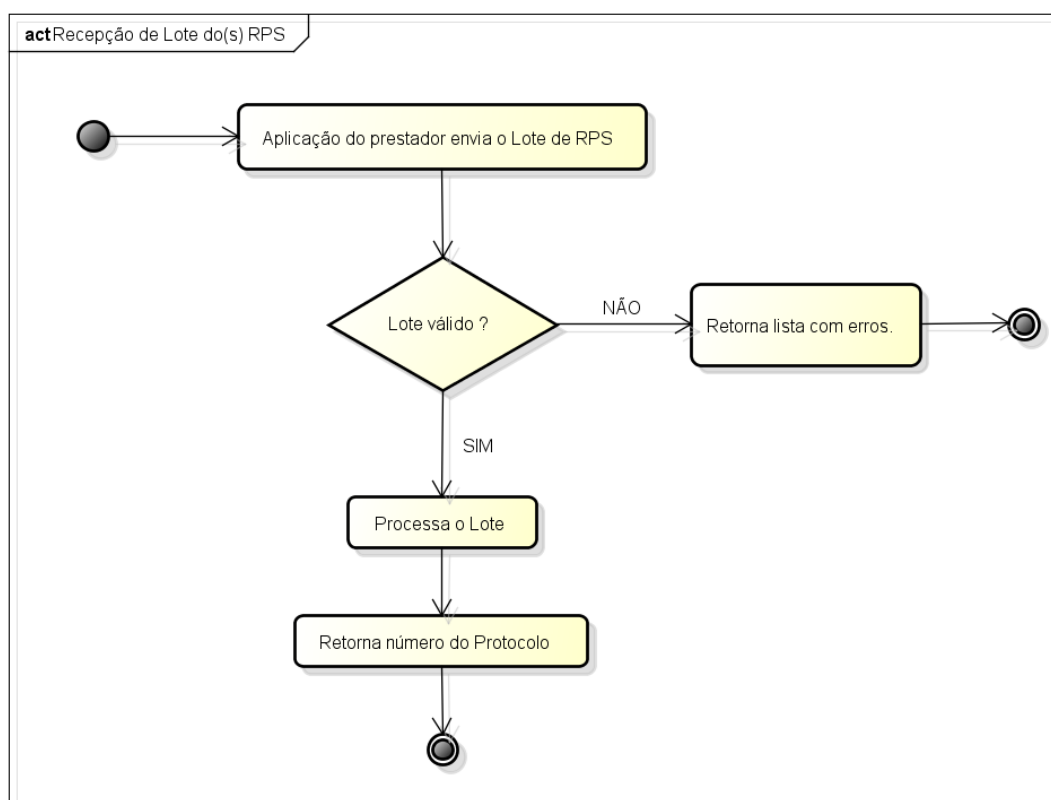 act Recepção de Lote do(s) RPS
Aplicação do prestador envia o Lote de RPS
Lote válido ?
NÃO
Retorna lista com erros.
SIM
Processa o Lote
Retorna número do Protocolo